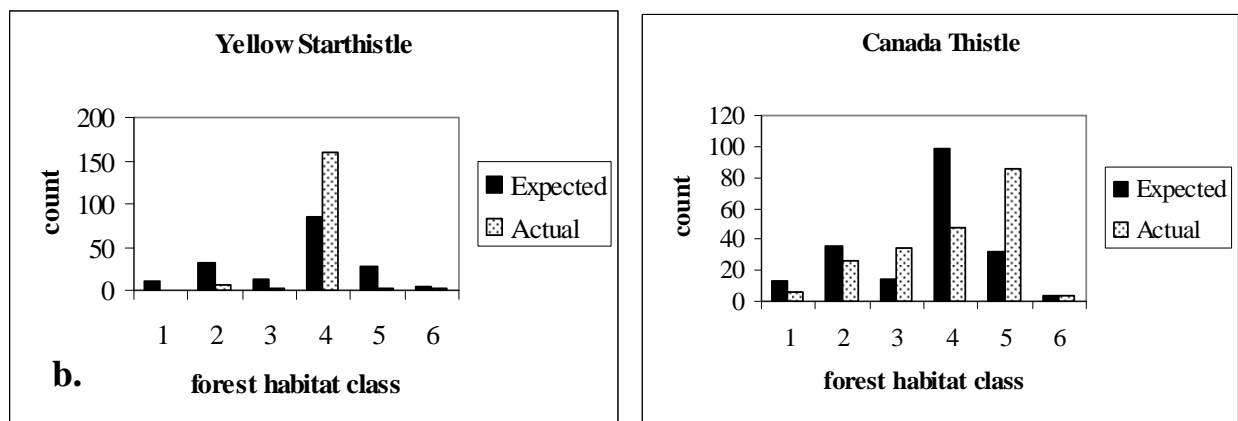 Yellow Starthistle
200
150
100
50
0
count
Expected
Actual
1 2 3 4 5 6
forest habitat class
b.
Canada Thistle
120
100
80
60
40
20
0
count
Expected
Actual
1 2 3 4 5 6
forest habitat class